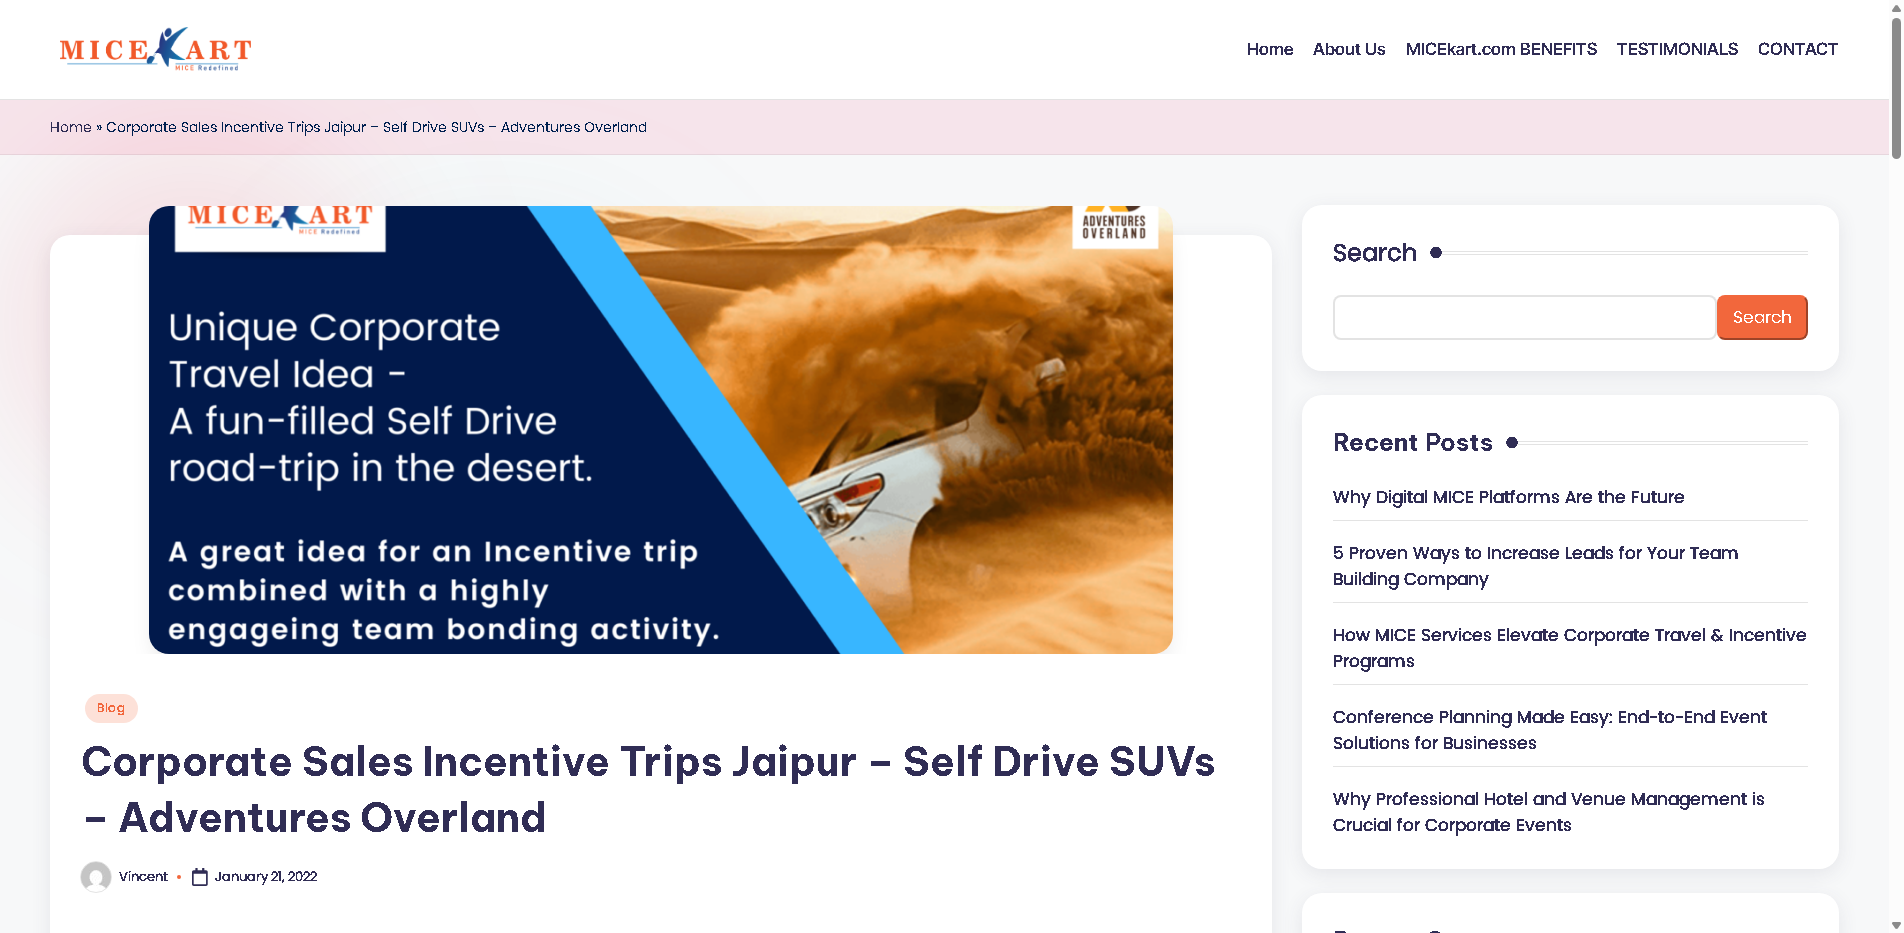 MICEKART
MICE Redefined
Home
About Us
MICEkart.com BENEFITS
TESTIMONIALS
CONTACT
Home » Corporate Sales Incentive Trips Jaipur – Self Drive SUVs – Adventures Overland
MICEKART
MICE Redefined
ADVENTURES
OVERLAND
Unique Corporate
Travel Idea -
A fun-filled Self Drive
road-trip in the desert.
A great idea for an Incentive trip
combined with a highly
engageing team bonding activity.
Blog
Corporate Sales Incentive Trips Jaipur – Self Drive SUVs
– Adventures Overland
Vincent
January 21, 2022
Search
Search
Recent Posts
Why Digital MICE Platforms Are the Future
5 Proven Ways to Increase Leads for Your Team
Building Company
How MICE Services Elevate Corporate Travel & Incentive
Programs
Conference Planning Made Easy: End-to-End Event
Solutions for Businesses
Why Professional Hotel and Venue Management is
Crucial for Corporate Events